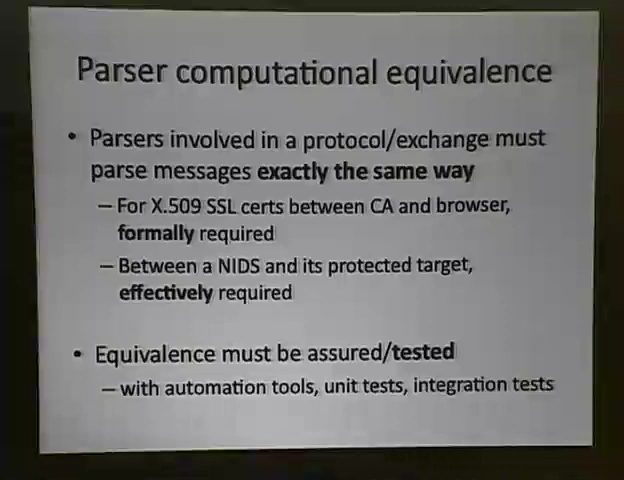 Parser computational equivalence
• Parsers involved in a protocol/exchange must
parse messages exactly the same way
– For X.509 SSL certs between CA and browser,
formally required
– Between a NIDS and its protected target,
effectively required
• Equivalence must be assured/tested
– with automation tools, unit tests, integration tests